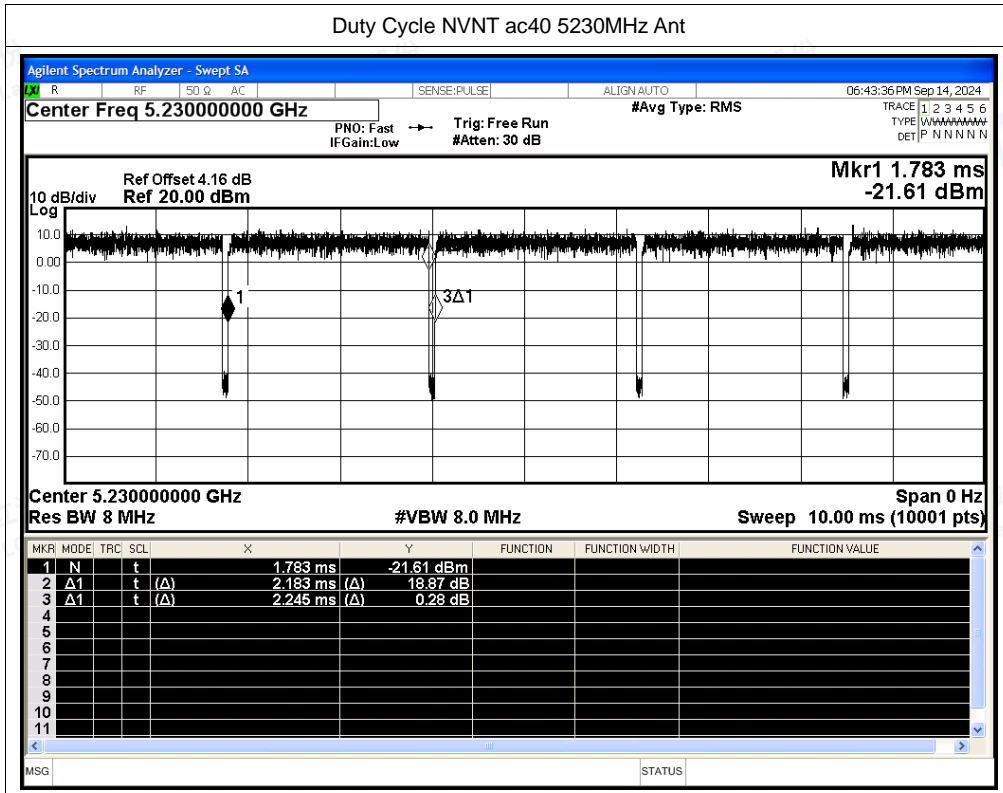 Duty Cycle NVNT ac40 5230MHz Ant
Agilent Spectrum Analyzer - Swept SA
LXI R RF 50 Ω AC SENSE:PULSE ALIGN AUTO 06:43:36 PM Sep 14, 2024
Center Freq 5.230000000 GHz #Avg Type: RMS TRACE 1 2 3 4 5 6
PNO: Fast Trig: Free Run TYPE WWWWWW
IFGain:Low #Atten: 30 dB DET P N N N N N
Mkr1 1.783 ms
Ref Offset 4.16 dB
10 dB/div Ref 20.00 dBm -21.61 dBm
Log
10.0
0.00
-10.0
1
3Δ1
-20.0
-30.0
-40.0
-50.0
-60.0
-70.0
Center 5.230000000 GHz Span 0 Hz
Res BW 8 MHz #VBW 8.0 MHz Sweep 10.00 ms (10001 pts)
MKR MODE TRC SCL X Y FUNCTION FUNCTION WIDTH FUNCTION VALUE
1 N t 1.783 ms -21.61 dBm
2 Δ1 t (Δ) 2.183 ms (Δ) 18.87 dB
3 Δ1 t (Δ) 2.245 ms (Δ) 0.28 dB
4
5
6
7
8
9
10
11
MSG STATUS